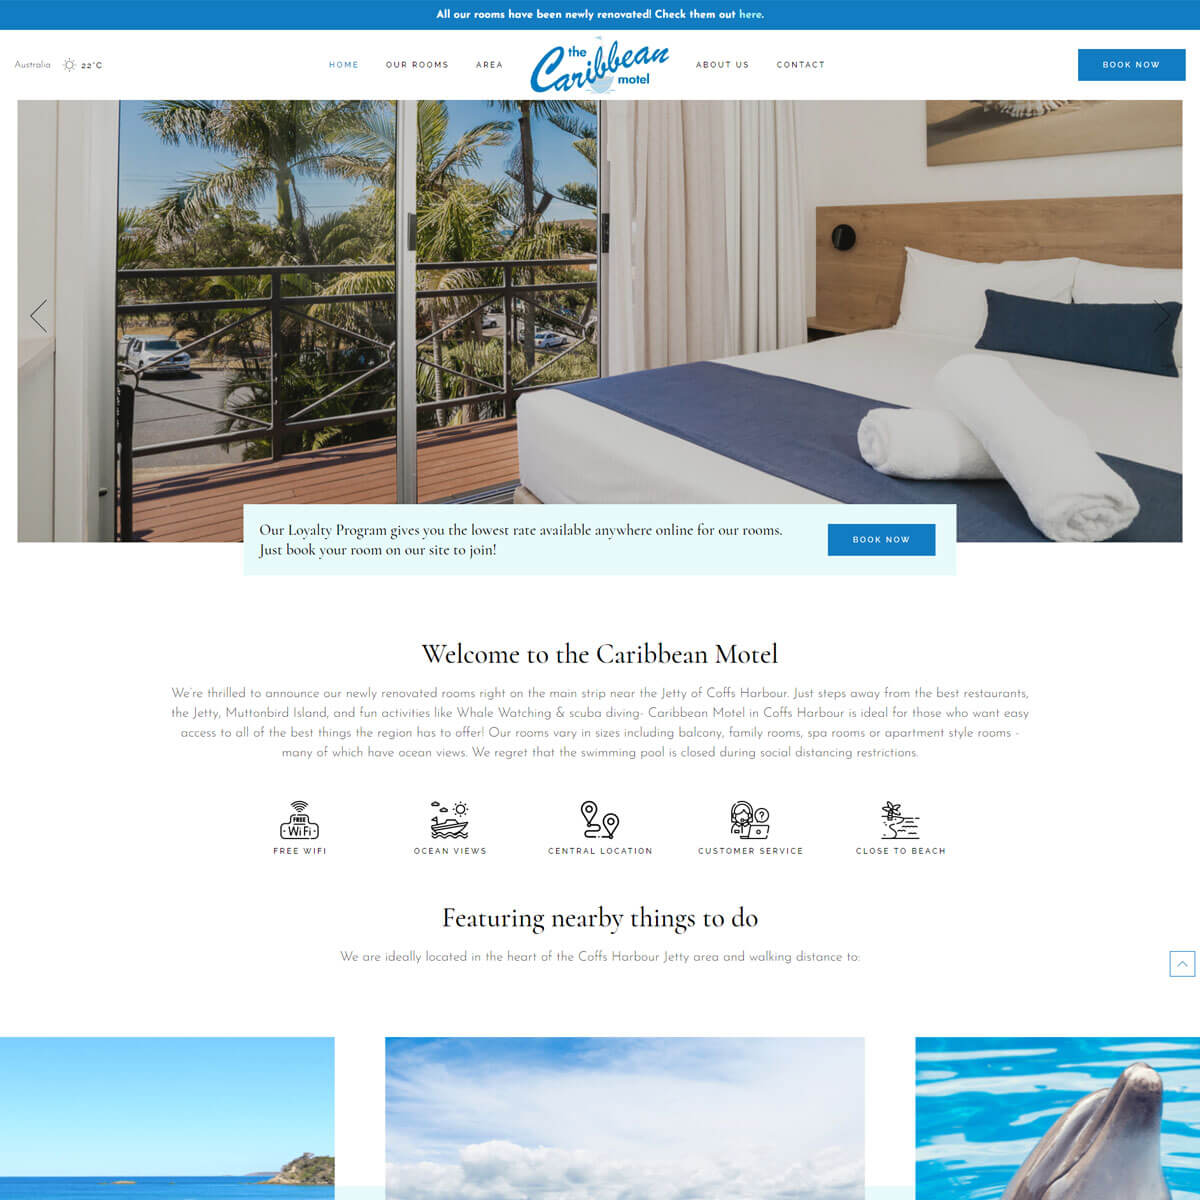 All our rooms have been newly renovated! Check them out here.
Australia 22°C
HOME OUR ROOMS AREA
the
Caribbean
motel
ABOUT US CONTACT
BOOK NOW
Our Loyalty Program gives you the lowest rate available anywhere online for our rooms.
Just book your room on our site to join!
BOOK NOW
Welcome to the Caribbean Motel
We're thrilled to announce our newly renovated rooms right on the main strip near the Jetty of Coffs Harbour. Just steps away from the best restaurants,
the Jetty, Muttonbird Island, and fun activities like Whale Watching & scuba diving- Caribbean Motel in Coffs Harbour is ideal for those who want easy
access to all of the best things the region has to offer! Our rooms vary in sizes including balcony, family rooms, spa rooms or apartment style rooms -
many of which have ocean views. We regret that the swimming pool is closed during social distancing restrictions.
FREE
WiFi
?
FREE WIFI
OCEAN VIEWS
CENTRAL LOCATION
CUSTOMER SERVICE
CLOSE TO BEACH
Featuring nearby things to do
We are ideally located in the heart of the Coffs Harbour Jetty area and walking distance to: